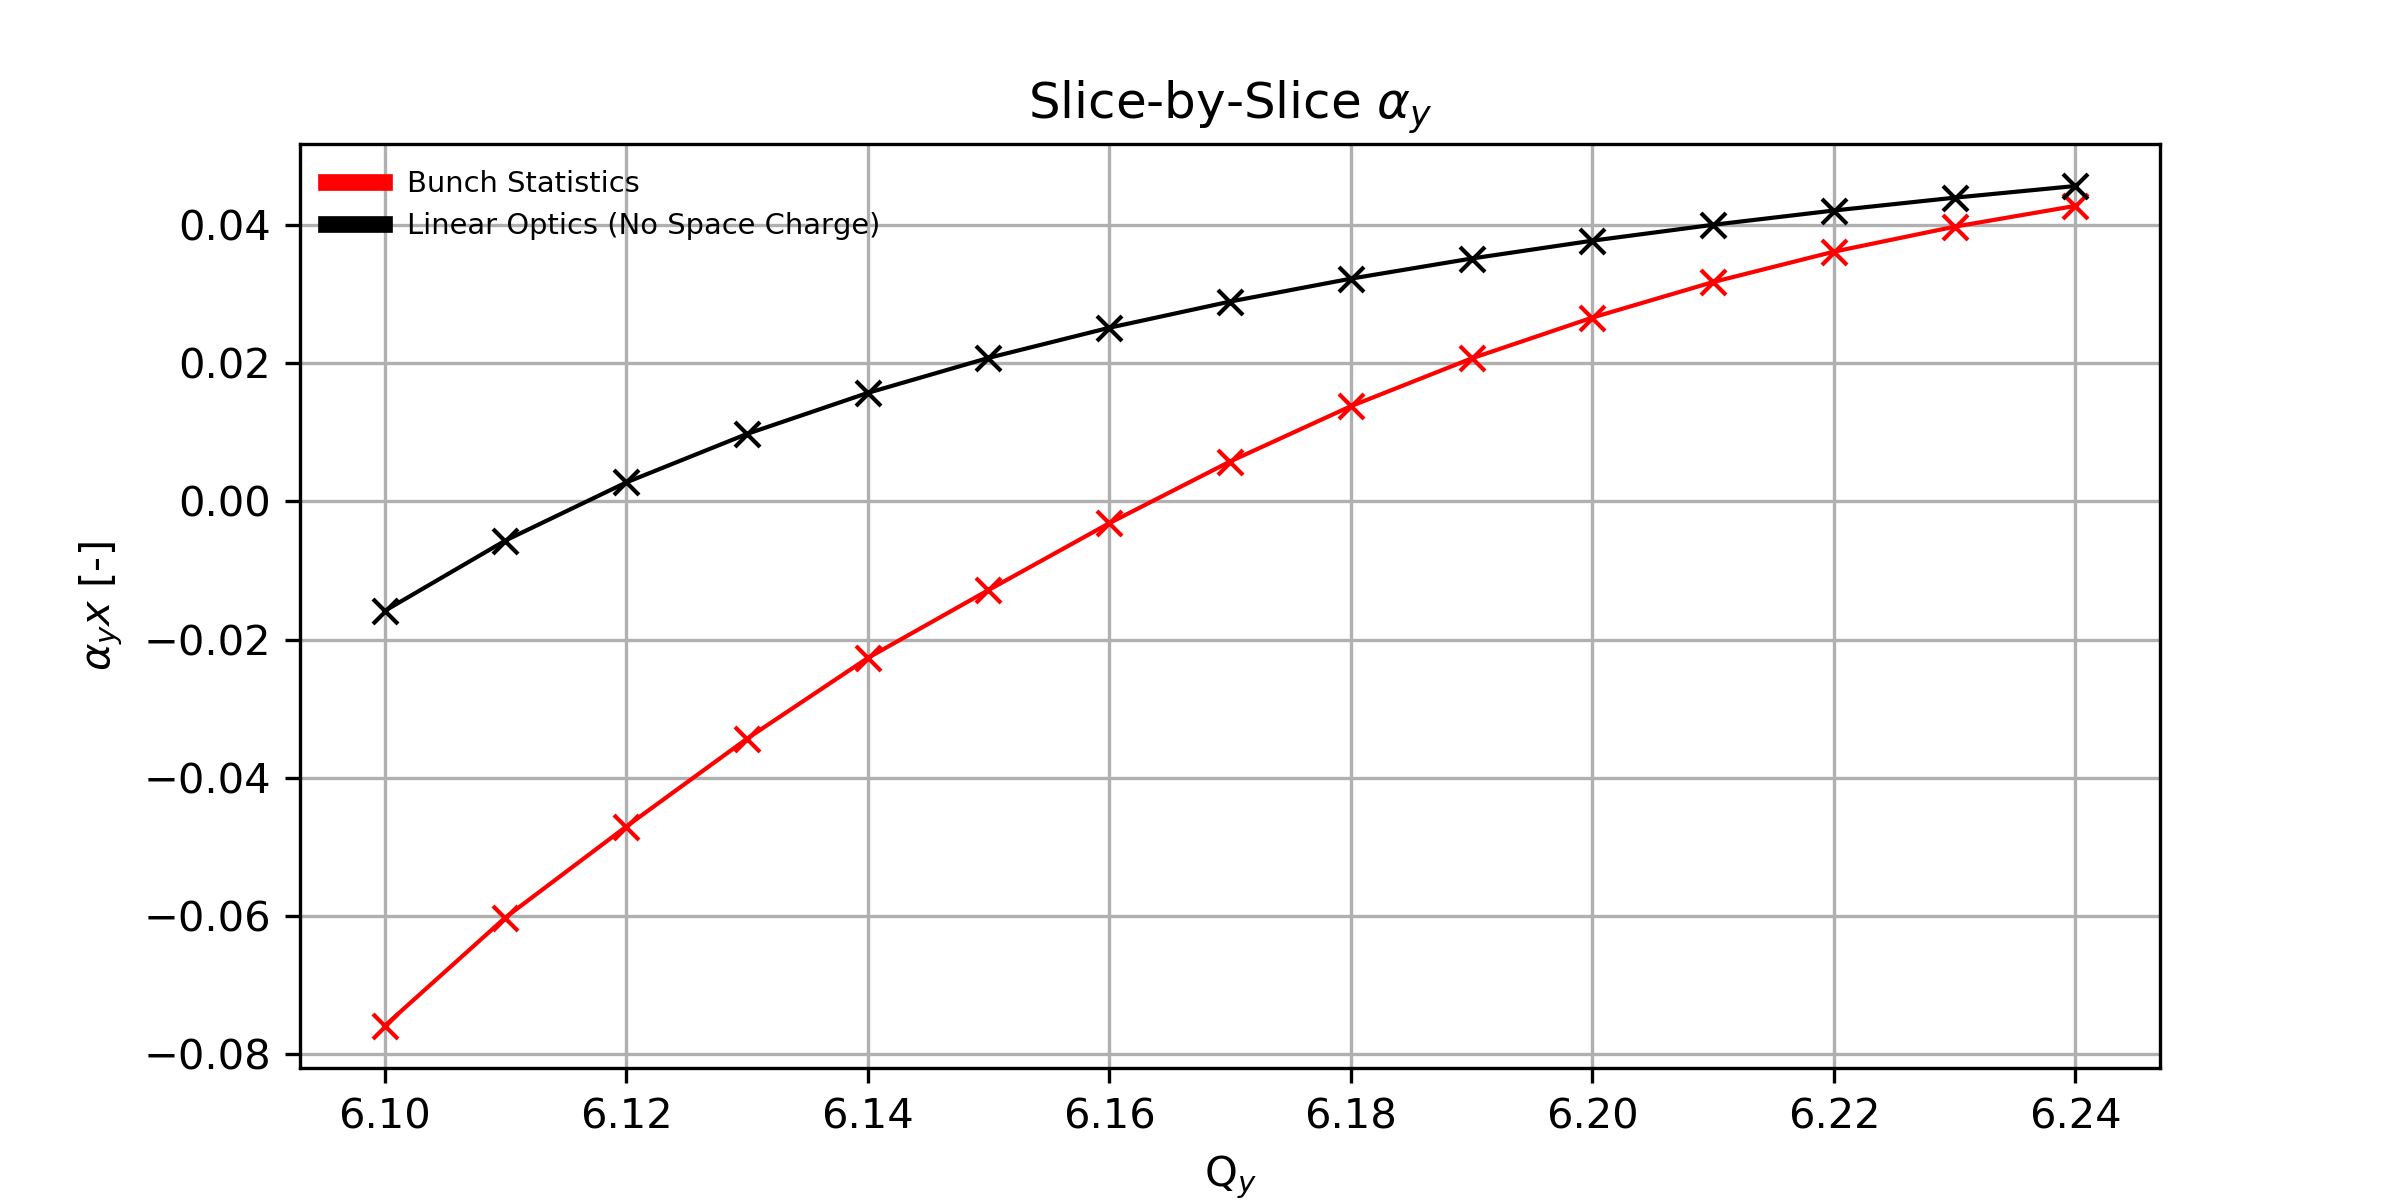 Slice-by-Slice αy
Bunch Statistics
Linear Optics (No Space Charge)
0.04
0.02
0.00
−0.02
−0.04
−0.06
−0.08
αyx [-]
6.10 6.12 6.14 6.16 6.18 6.20 6.22 6.24
Qy